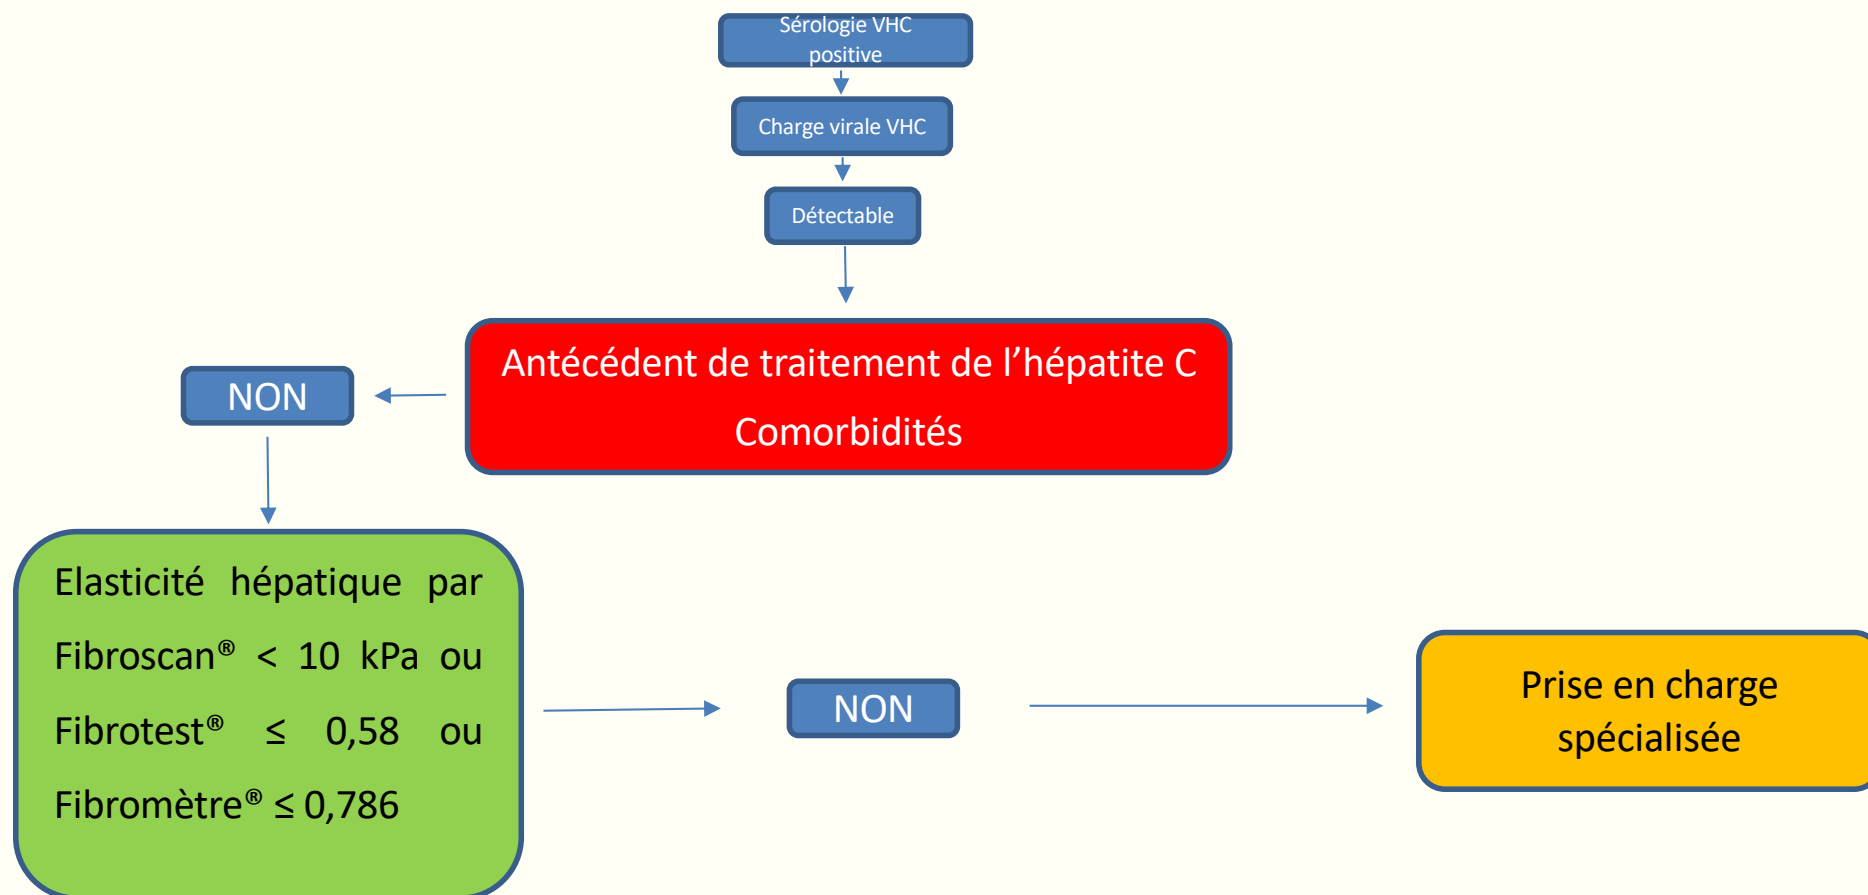 Sérologie VHC
positive
Charge virale VHC
Détectable
Antécédent de traitement de l’hépatite C
Comorbidités
NON
Elasticité hépatique par
Fibroscan® < 10 kPa ou
Fibrotest® ≤ 0,58 ou
Fibromètre® ≤ 0,786
NON
Prise en charge
spécialisée